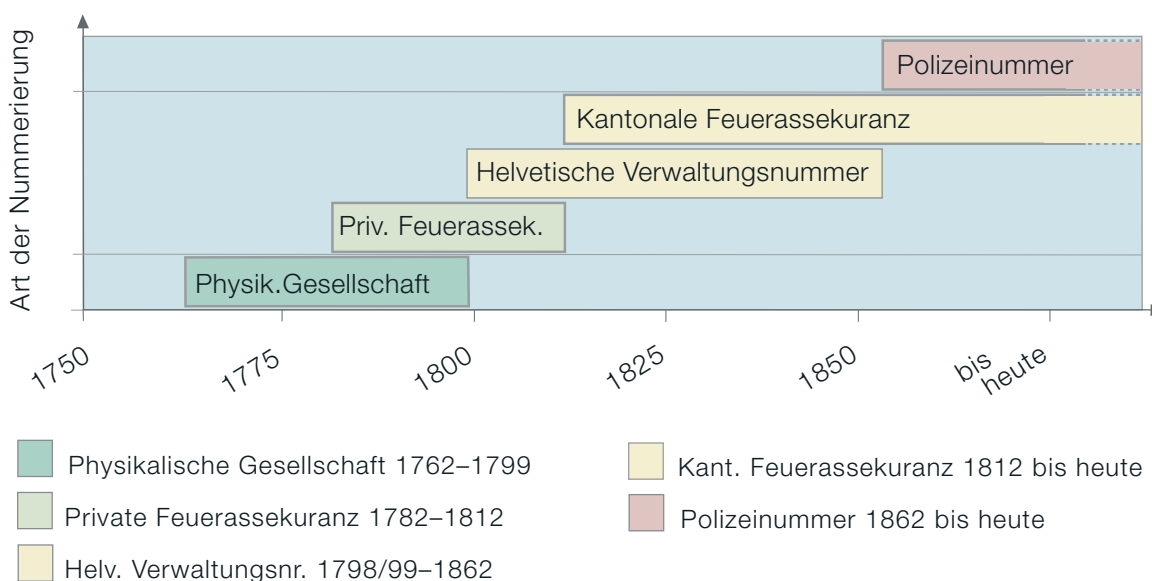 Art der Nummerierung
Polizeinummer
Kantonale Feuerassekuranz
Helvetische Verwaltungsnummer
Priv. Feuerassek.
Physik.Gesellschaft
1750
1775
1800
1825
1850
bis
heute
Physikalische Gesellschaft 1762–1799
Private Feuerassekuranz 1782–1812
Helv. Verwaltungsnr. 1798/99–1862
Kant. Feuerassekuranz 1812 bis heute
Polizeinummer 1862 bis heute